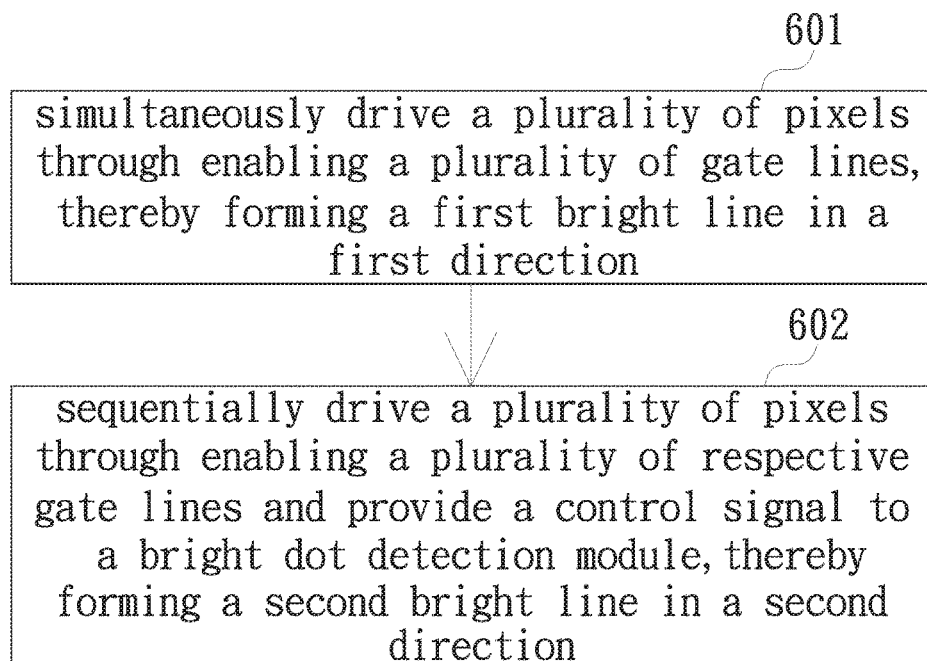 601
simultaneously drive a plurality of pixels
through enabling a plurality of gate lines,
thereby forming a first bright line in a
first direction
602
sequentially drive a plurality of pixels
through enabling a plurality of respective
gate lines and provide a control signal to
a bright dot detection module, thereby
forming a second bright line in a second
direction